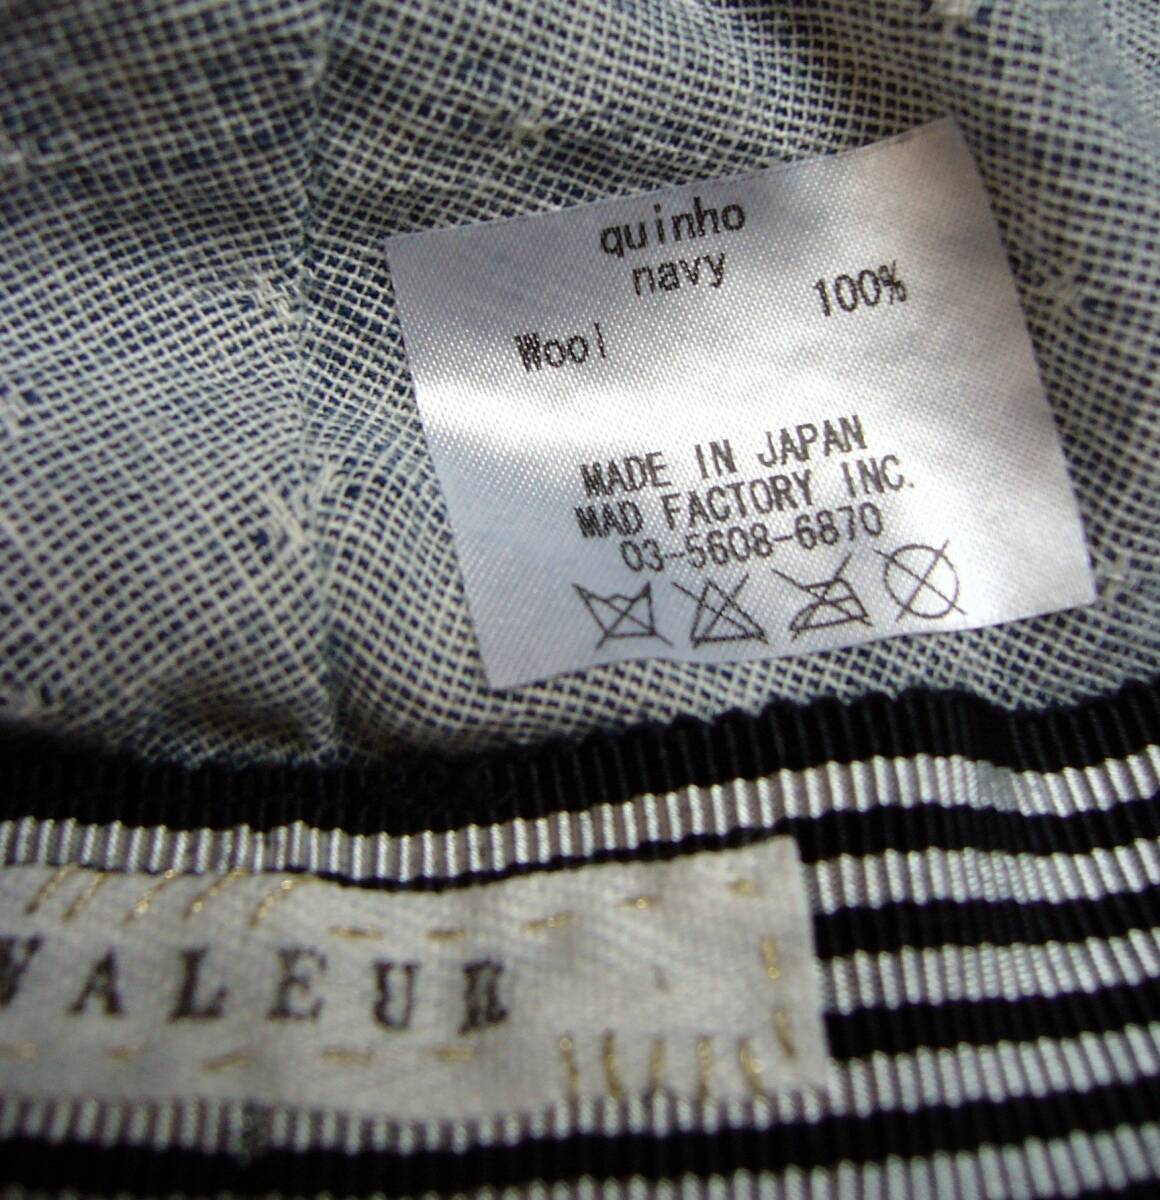 quinho
navy
Wool 100%
MADE IN JAPAN
MAD FACTORY INC.
03-5608-6870
VALEUR